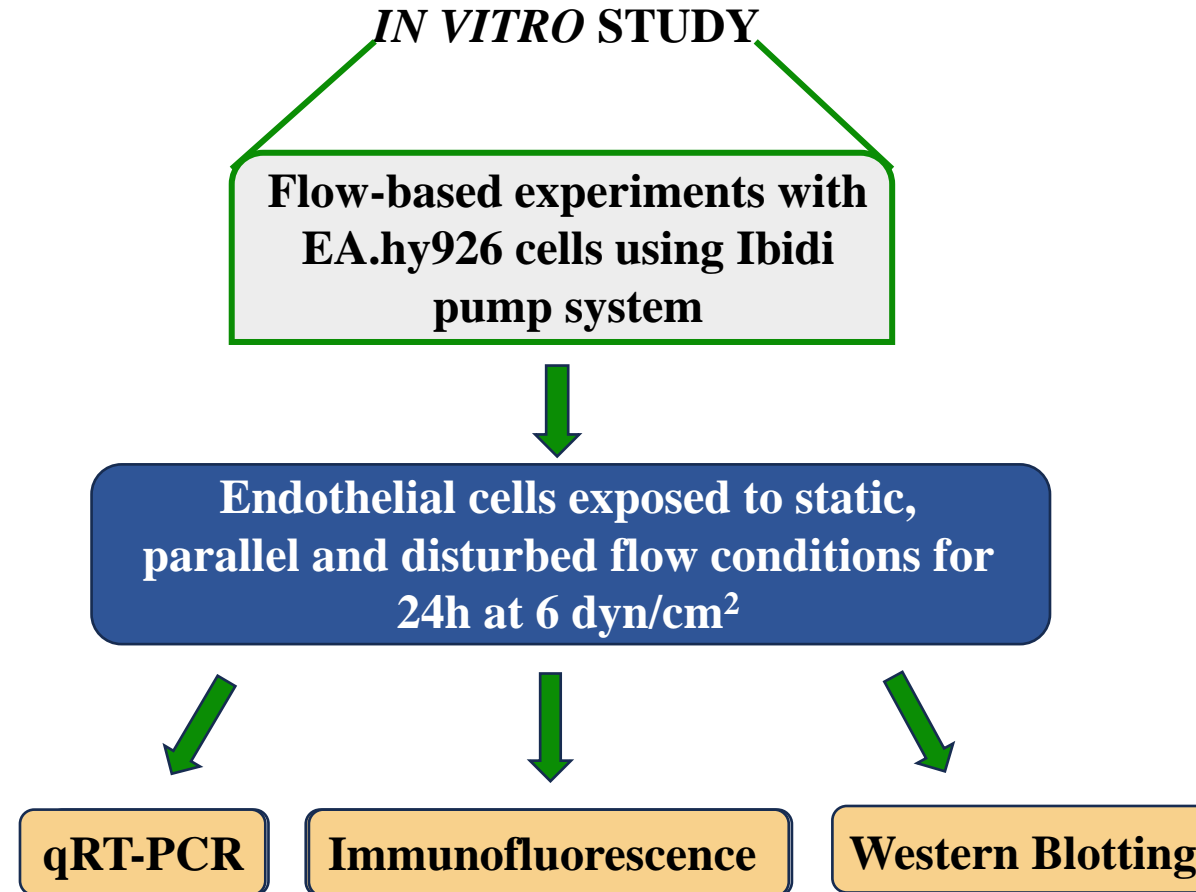 IN VITRO STUDY
Flow-based experiments with
EA.hy926 cells using Ibidi
pump system
Endothelial cells exposed to static,
parallel and disturbed flow conditions for
24h at 6 dyn/cm²
qRT-PCR
Immunofluorescence
Western Blotting